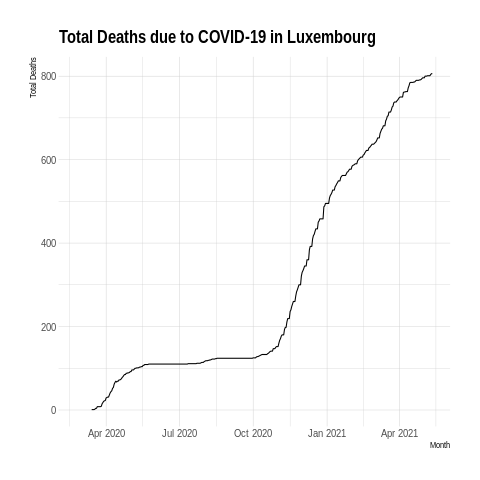 Total Deaths due to COVID-19 in Luxembourg
Total Deaths
800
600
400
200
0
Apr 2020 Jul 2020 Oct 2020 Jan 2021 Apr 2021
Month